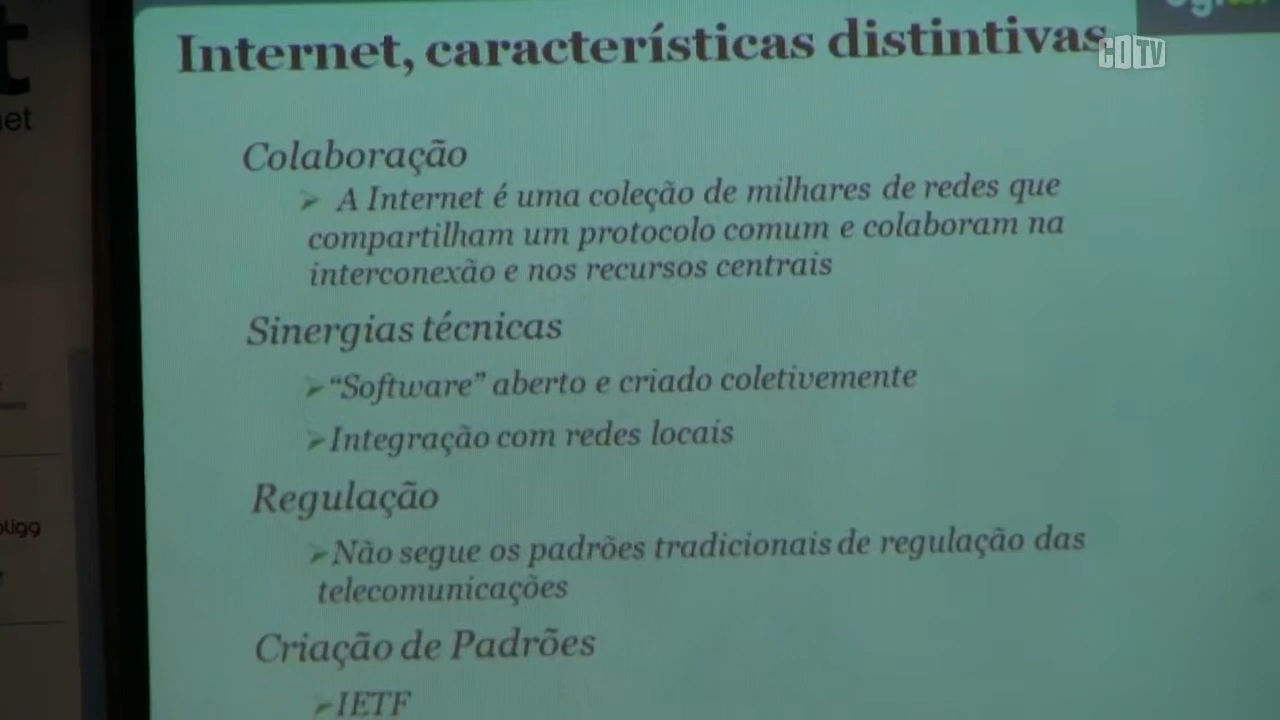 Internet, características distintivas
CDTV
Colaboração
A Internet é uma coleção de milhares de redes que
compartilham um protocolo comum e colaboram na
interconexão e nos recursos centrais
Sinergias técnicas
“Software” aberto e criado coletivemente
Integração com redes locais
Regulação
Não segue os padrões tradicionais de regulação das
telecomunicações
Criação de Padrões
IETF